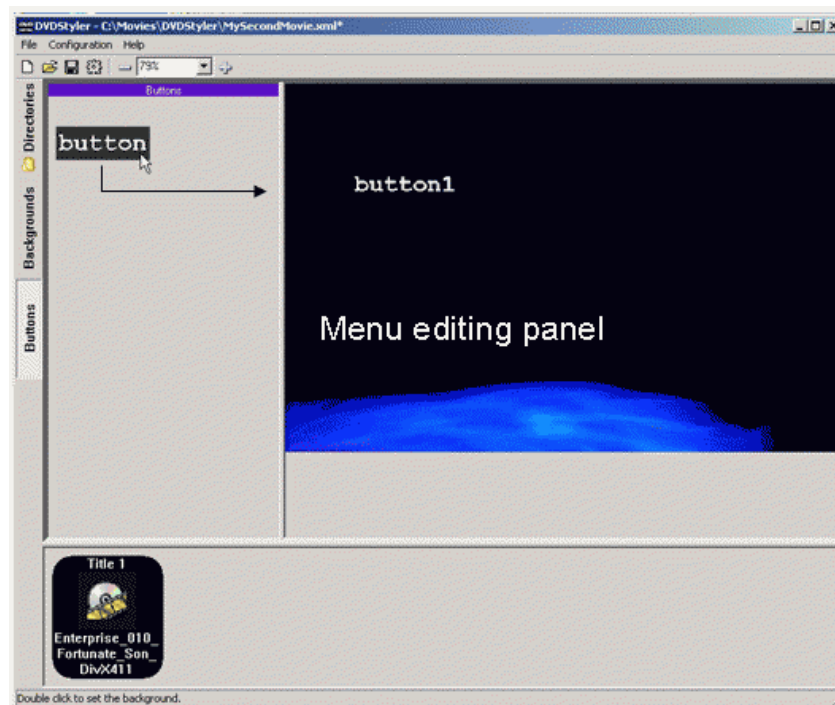 DVDStyler - C:\Movies\DVDStyler\MySecondMovie.xml*
File Configuration Help
79%
Directories
Backgrounds
Buttons
Buttons
button
button1
Menu editing panel
Title 1
Enterprise_010_
Fortunate_Son_
DivX411
Double click to set the background.